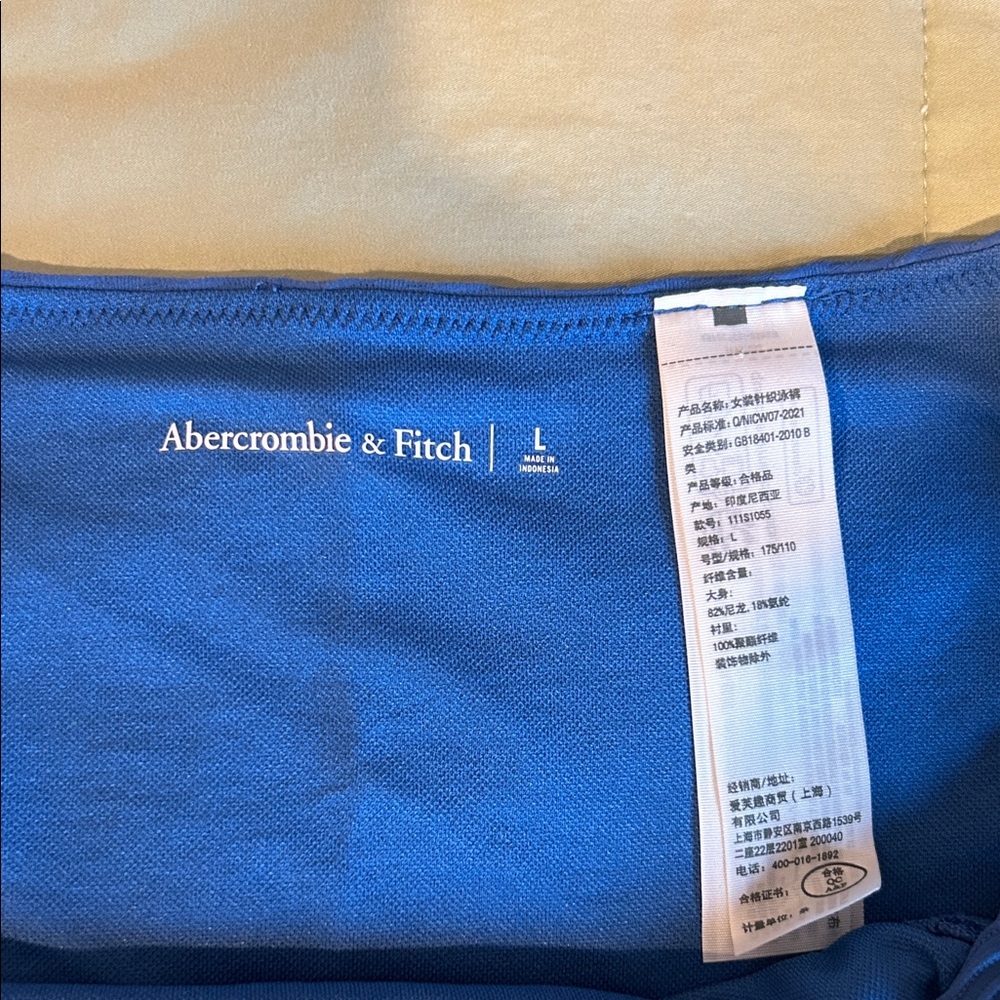 Abercrombie & Fitch
L
MADE IN
INDONESIA
产品名称：女装针织泳裤
产品标准：Q/NICW07-2021
安全类别：GB18401-2010 B
类
产品等级：合格品
产地：印度尼西亚
款号：111S1055
规格：L
号型/规格：175/110
纤维含量：
大身：
82%尼龙，18%氨纶
衬里：
100%聚酯纤维
装饰物除外
经销商/地址：
爱芙趣商贸（上海）
有限公司
上海市静安区南京西路1539号
二座22层2201室 200040
电话：400-016-1892
合格证书：
合格
QC
A&F
计量单位：条